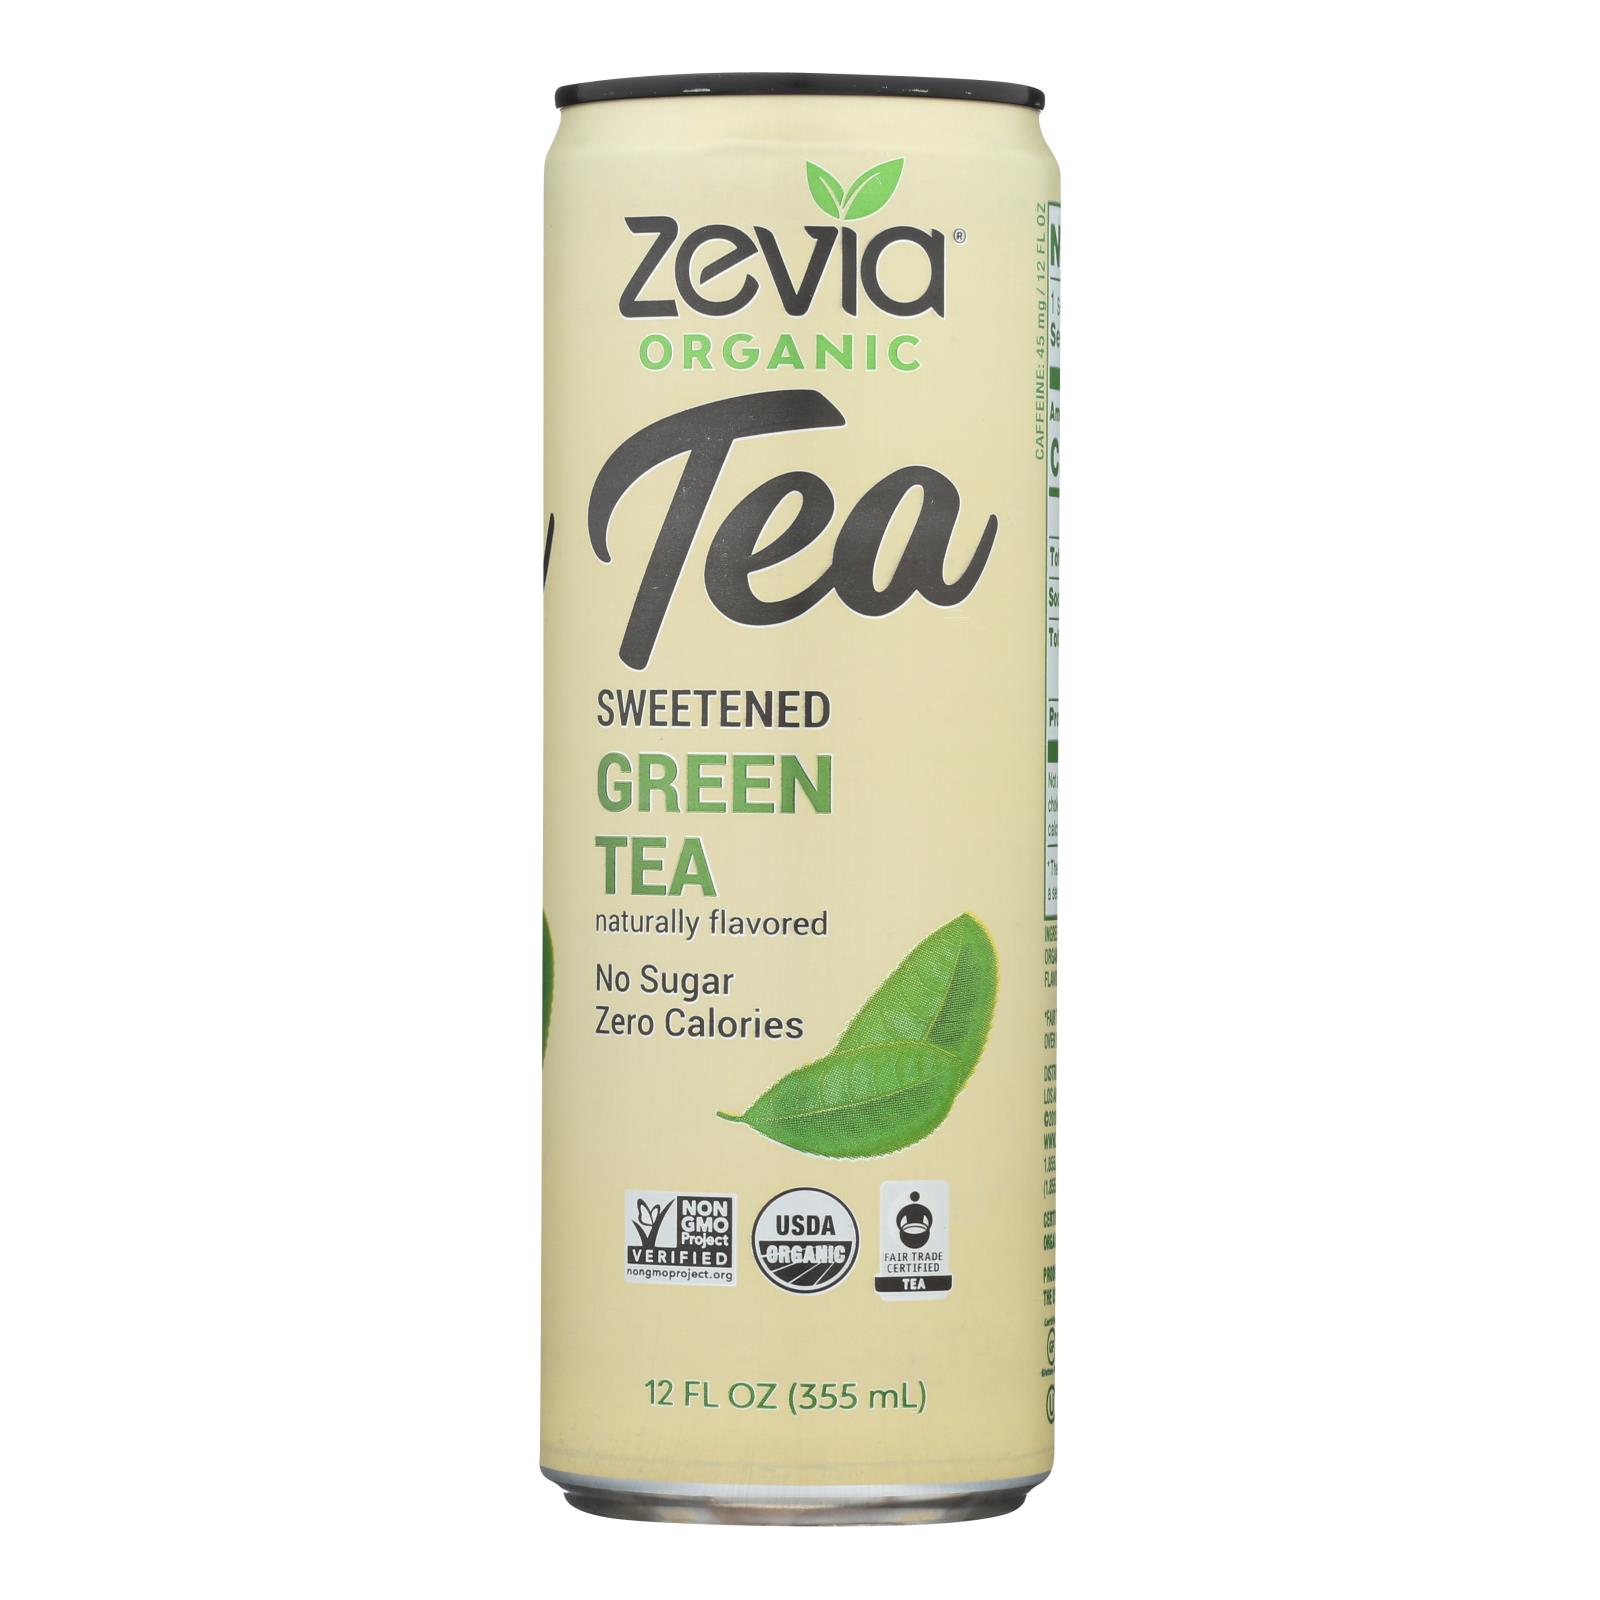 zevia®
ORGANIC
Tea
SWEETENED
GREEN
TEA
naturally flavored
No Sugar
Zero Calories
NON
GMO
Project
VERIFIED
nongmoproject.org
USDA
ORGANIC
FAIR TRADE
CERTIFIED
TEA
12 FL OZ (355 mL)
CAFFEINE: 45 mg / 12 FL OZ